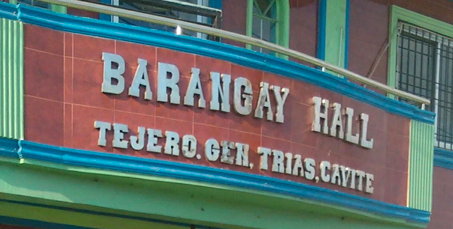 BARANGAY HALL
TEJERO. GEN. TRIAS, CAVITE